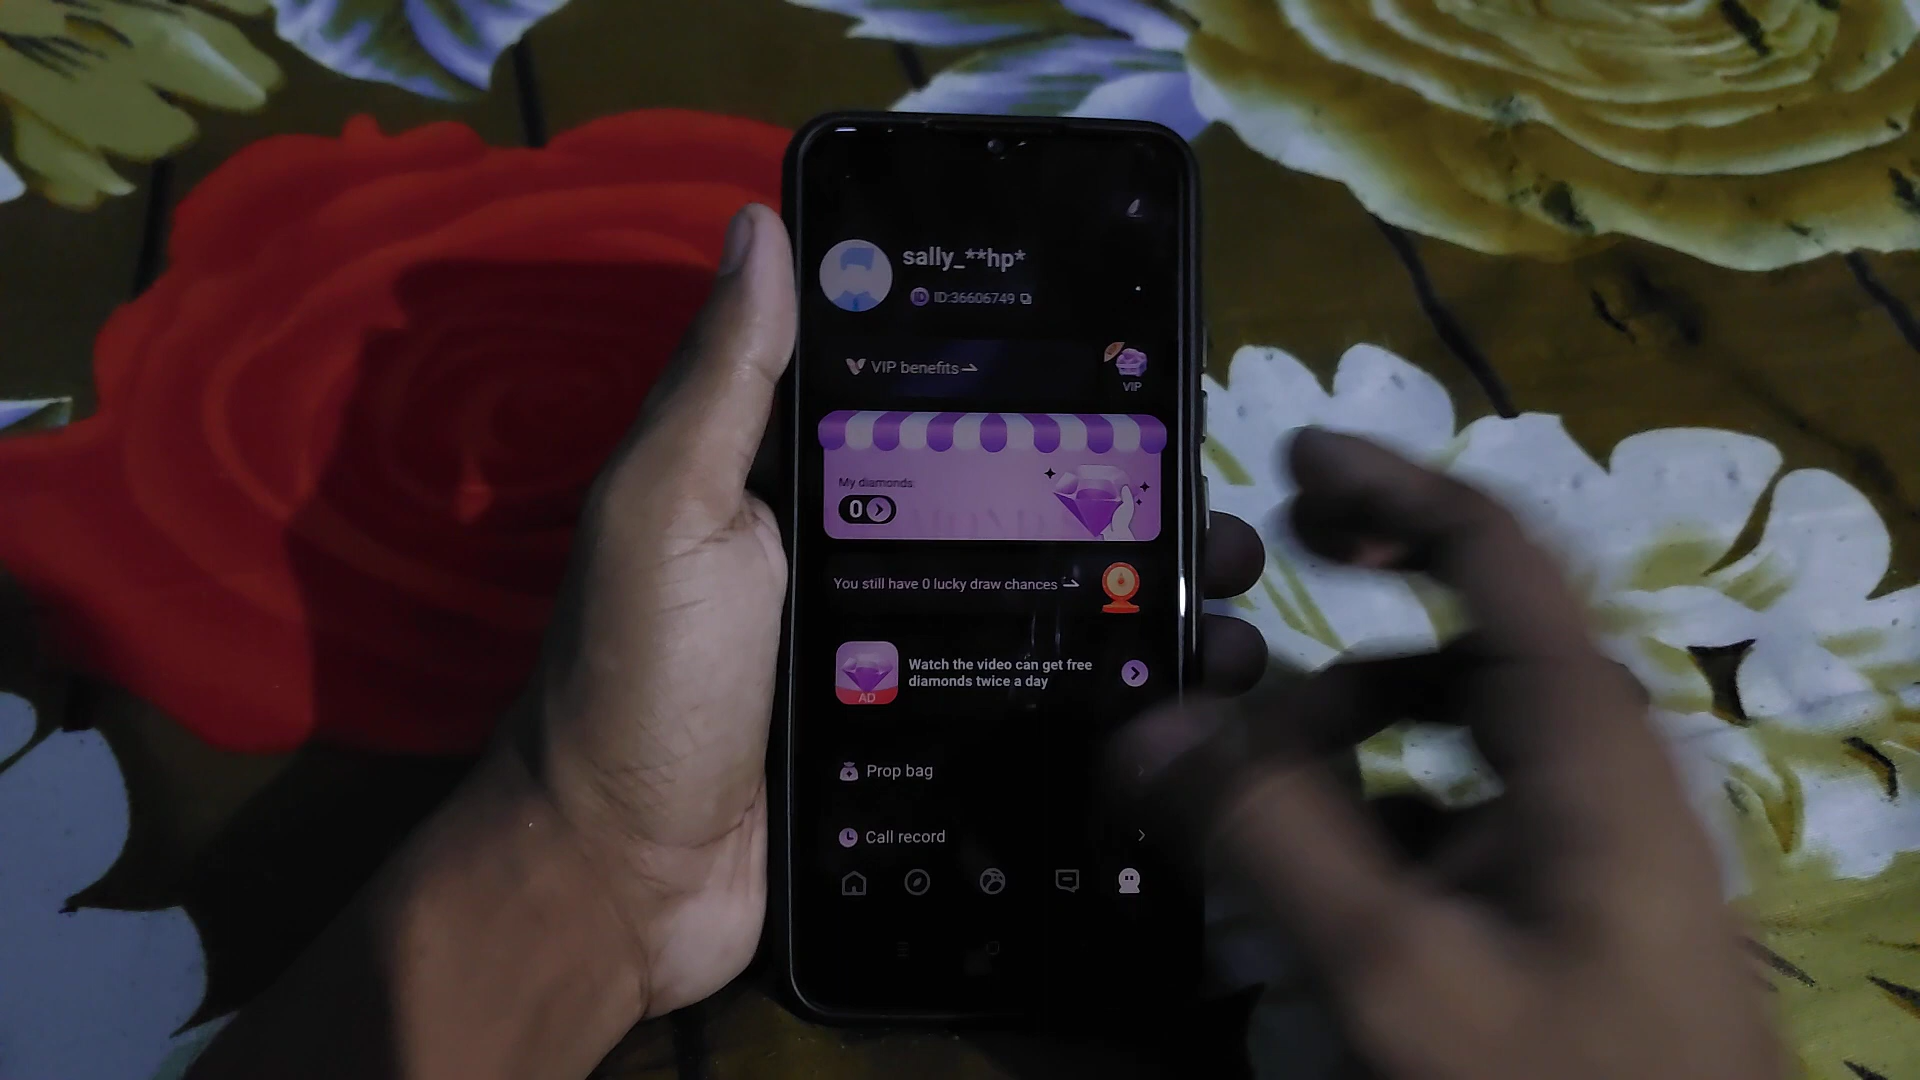 sally_**hp*
ID ID:36606749
VIP benefits
VIP
My diamonds
0
You still have 0 lucky draw chances
Watch the video can get free
diamonds twice a day
AD
Prop bag
Call record